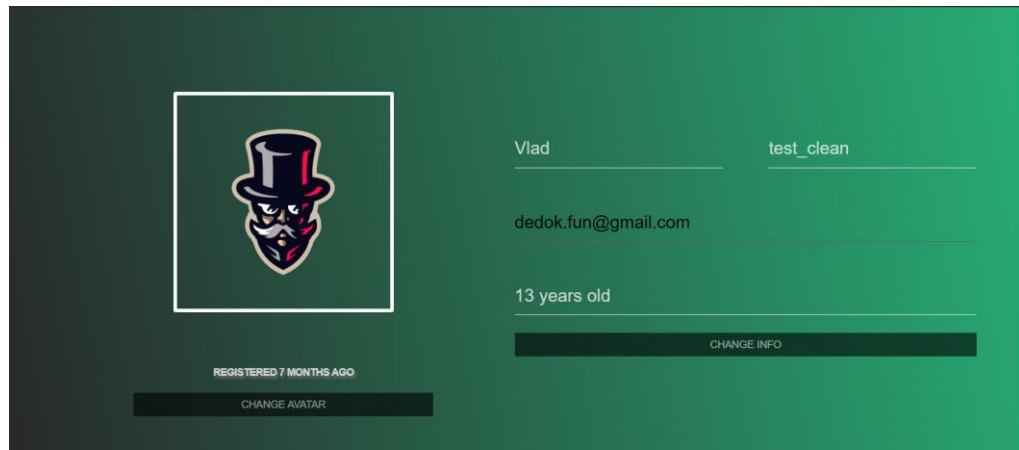 Vlad
test_clean
dedok.fun@gmail.com
13 years old
CHANGE INFO
REGISTERED 7 MONTHS AGO
CHANGE AVATAR